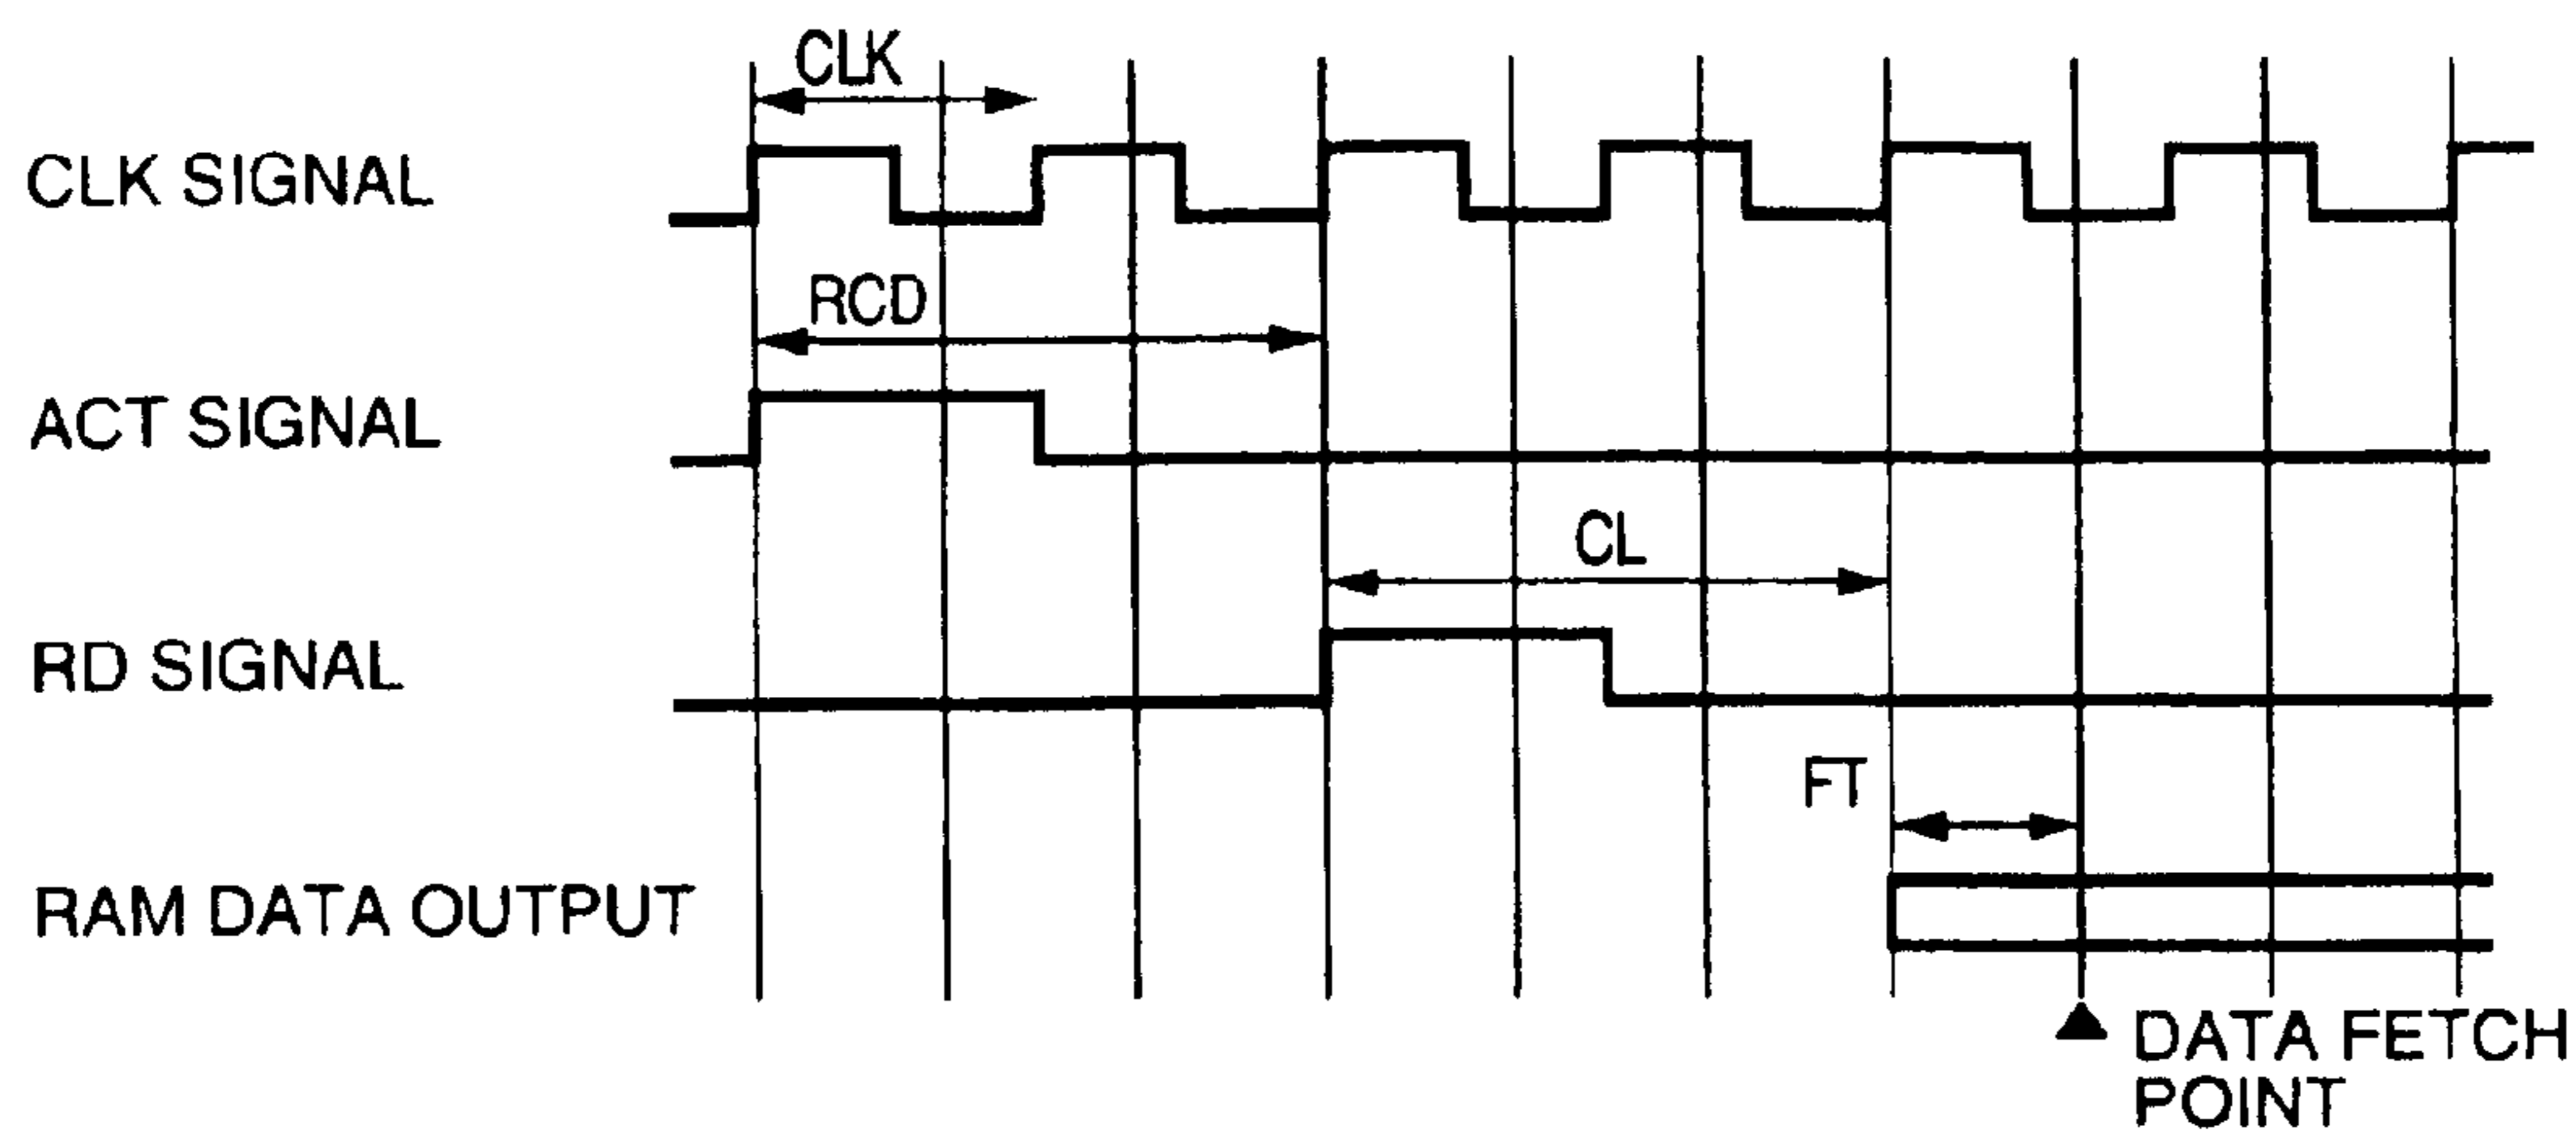 CLK
CLK SIGNAL
RCD
ACT SIGNAL
CL
RD SIGNAL
FT
RAM DATA OUTPUT
DATA FETCH
POINT